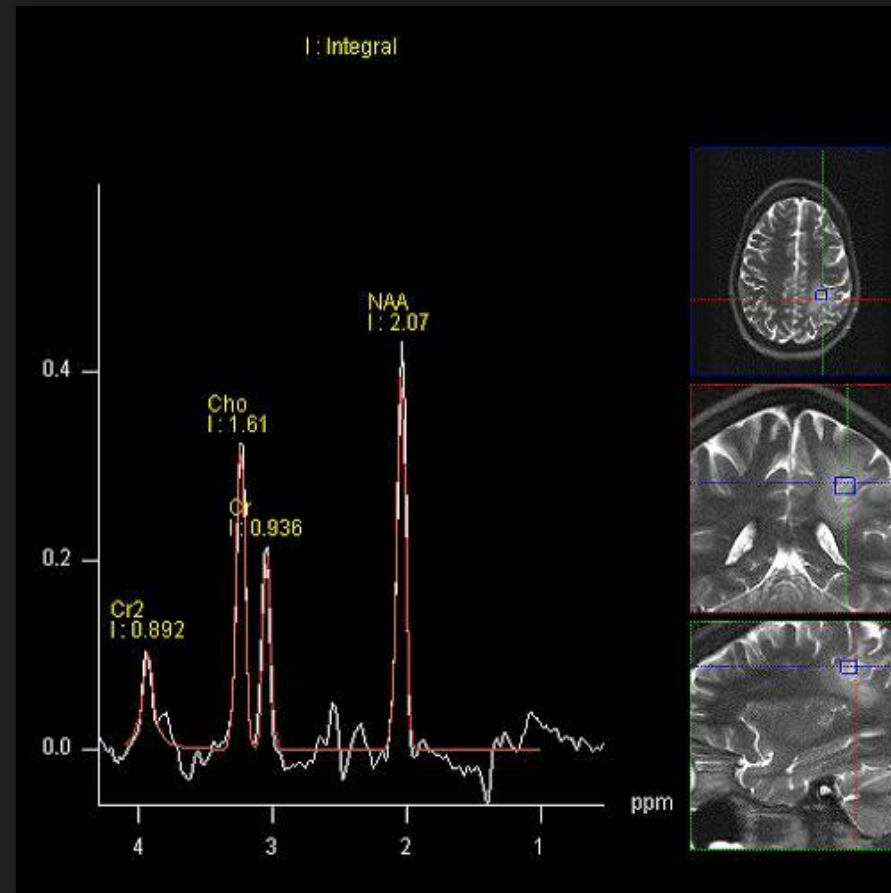 I : Integral
NAA
I : 2.07
0.4
Cho
I : 1.61
Cr
I : 0.936
0.2
Cr2
I : 0.892
0.0
ppm
4 3 2 1